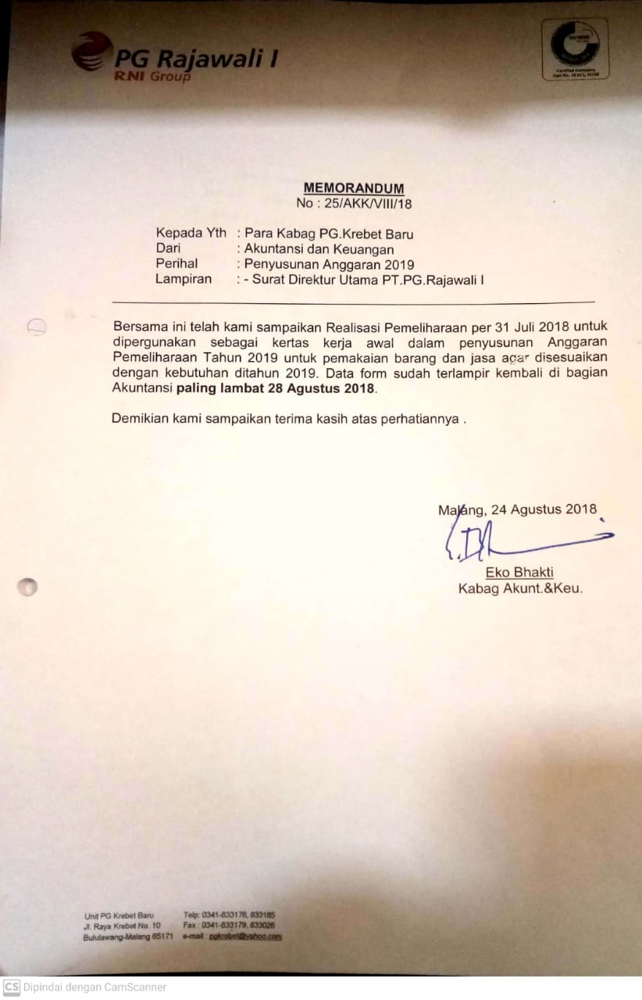 PG Rajawali I
RNI Group
Certified Company
MEMORANDUM
No : 25/AKK/VIII/18
Kepada Yth : Para Kabag PG.Krebet Baru
Dari : Akuntansi dan Keuangan
Perihal : Penyusunan Anggaran 2019
Lampiran : - Surat Direktur Utama PT.PG.Rajawali I
Bersama ini telah kami sampaikan Realisasi Pemeliharaan per 31 Juli 2018 untuk
dipergunakan sebagai kertas kerja awal dalam penyusunan Anggaran
Pemeliharaan Tahun 2019 untuk pemakaian barang dan jasa agar disesuaikan
dengan kebutuhan ditahun 2019. Data form sudah terlampir kembali di bagian
Akuntansi paling lambat 28 Agustus 2018.
Demikian kami sampaikan terima kasih atas perhatiannya .
Malang, 24 Agustus 2018
Eko Bhakti
Kabag Akunt.&Keu.
Unit PG Krebet Baru Telp: 0341-833176, 833185
Jl. Raya Krebet No. 10 Fax : 0341-833179, 833026
Bululawang-Malang 65171 e-mail : pgkrebet@yahoo.com
CS Dipindai dengan CamScanner